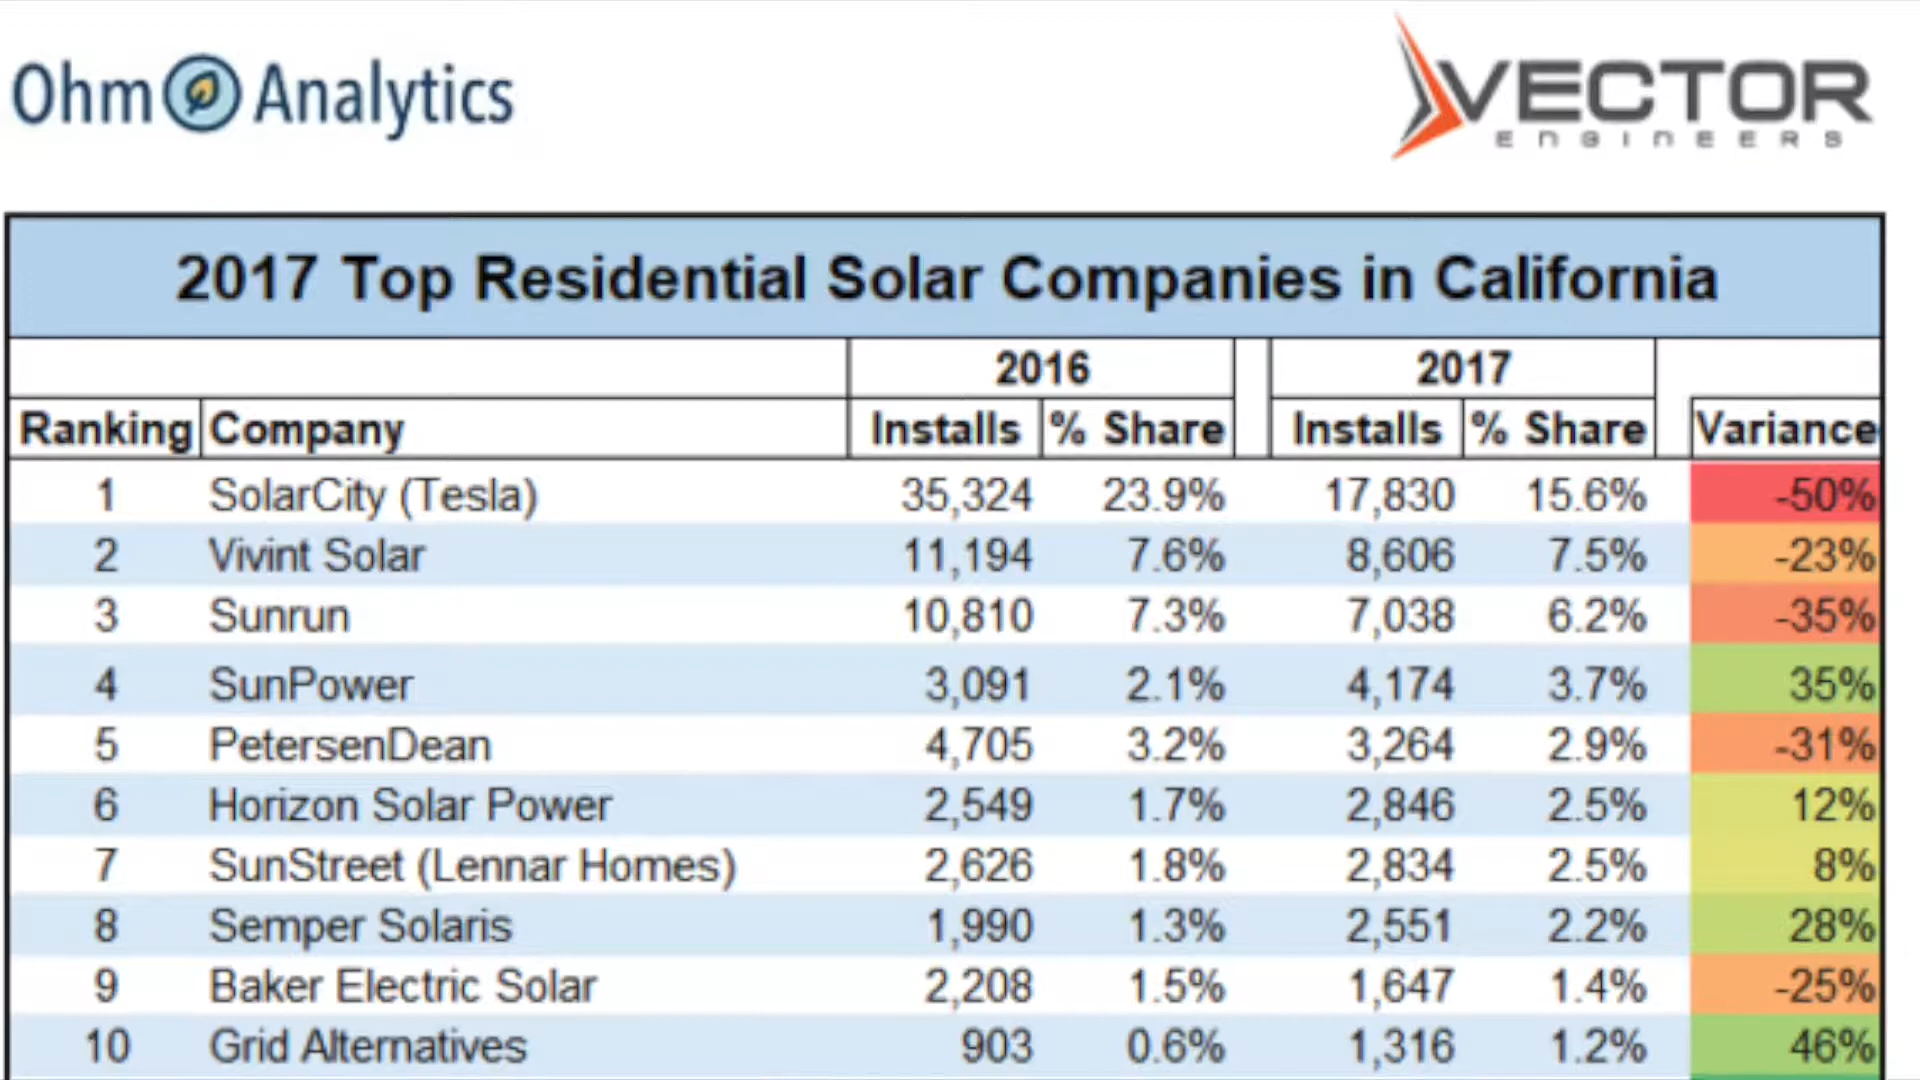 Ohm Analytics
VECTOR
ENGINEERS
2017 Top Residential Solar Companies in California
2016 2017
Ranking Company Installs % Share Installs % Share Variance
1 SolarCity (Tesla) 35,324 23.9% 17,830 15.6% -50%
2 Vivint Solar 11,194 7.6% 8,606 7.5% -23%
3 Sunrun 10,810 7.3% 7,038 6.2% -35%
4 SunPower 3,091 2.1% 4,174 3.7% 35%
5 PetersenDean 4,705 3.2% 3,264 2.9% -31%
6 Horizon Solar Power 2,549 1.7% 2,846 2.5% 12%
7 SunStreet (Lennar Homes) 2,626 1.8% 2,834 2.5% 8%
8 Semper Solaris 1,990 1.3% 2,551 2.2% 28%
9 Baker Electric Solar 2,208 1.5% 1,647 1.4% -25%
10 Grid Alternatives 903 0.6% 1,316 1.2% 46%